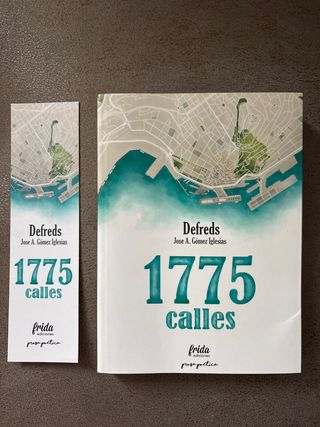 Defreds
Jose A. Gómez Iglesias
1775
calles
frida
ediciones
prosa poética
Defreds
Jose A. Gómez Iglesias
1775
calles
frida
ediciones
prosa poética